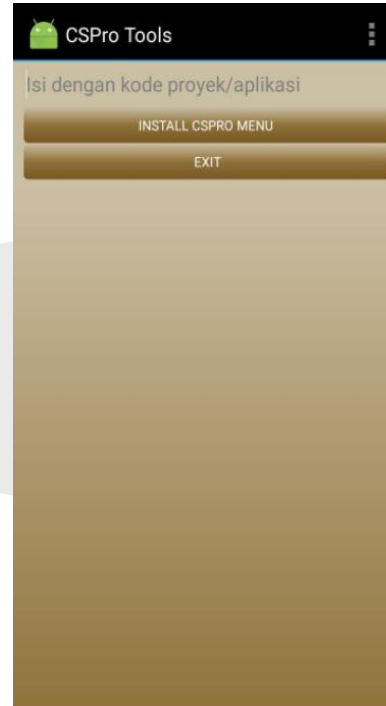 CSPro Tools
Isi dengan kode proyek/aplikasi
INSTALL CSPRO MENU
EXIT